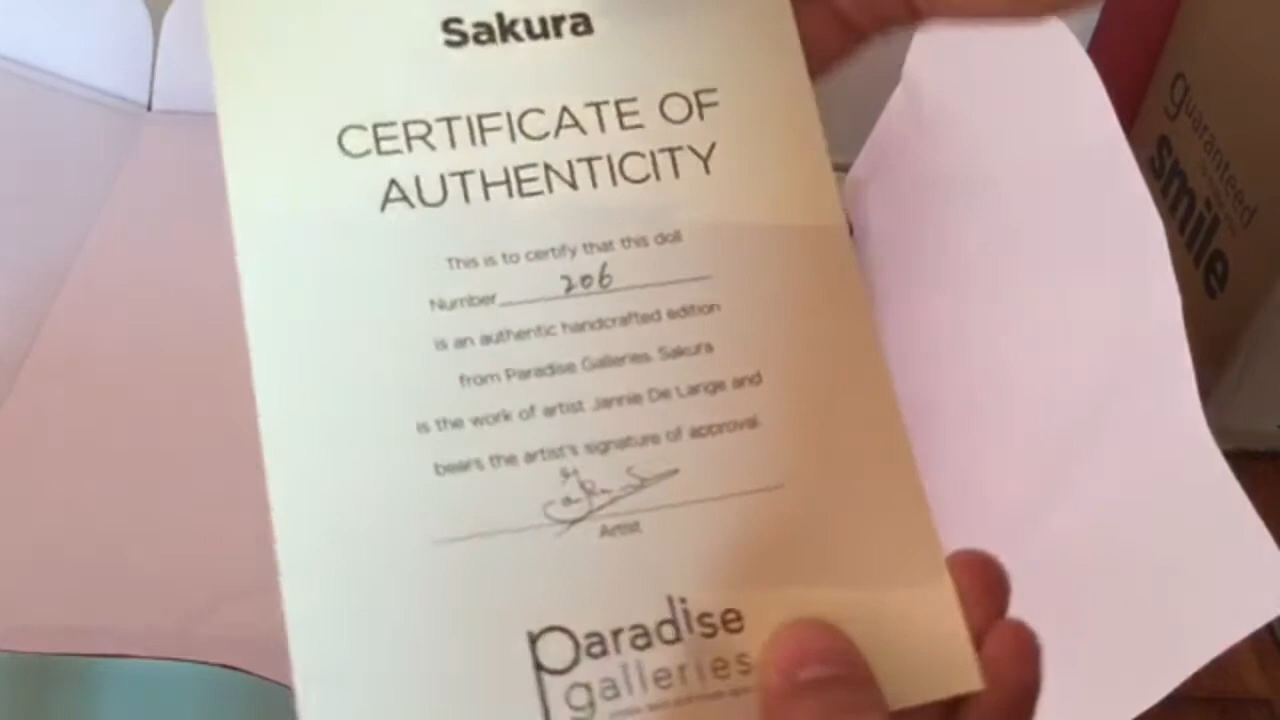 Sakura
CERTIFICATE OF
AUTHENTICITY
This is to certify that this doll
Number 206
is an authentic handcrafted edition
from Paradise Galleries. Sakura
is the work of artist Jannie De Lange and
bears the artist's signature of approval.
Artist
Paradise
galleries
guaranteed
smile